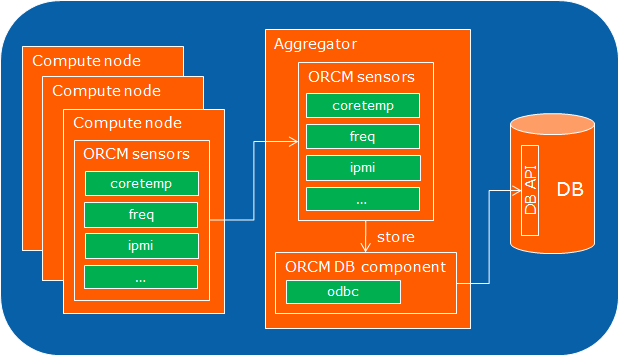 Compute node
Compute node
Compute node
ORCM sensors
coretemp
freq
ipmi
...
Aggregator
ORCM sensors
coretemp
freq
ipmi
...
store
ORCM DB component
odbc
DB API
DB